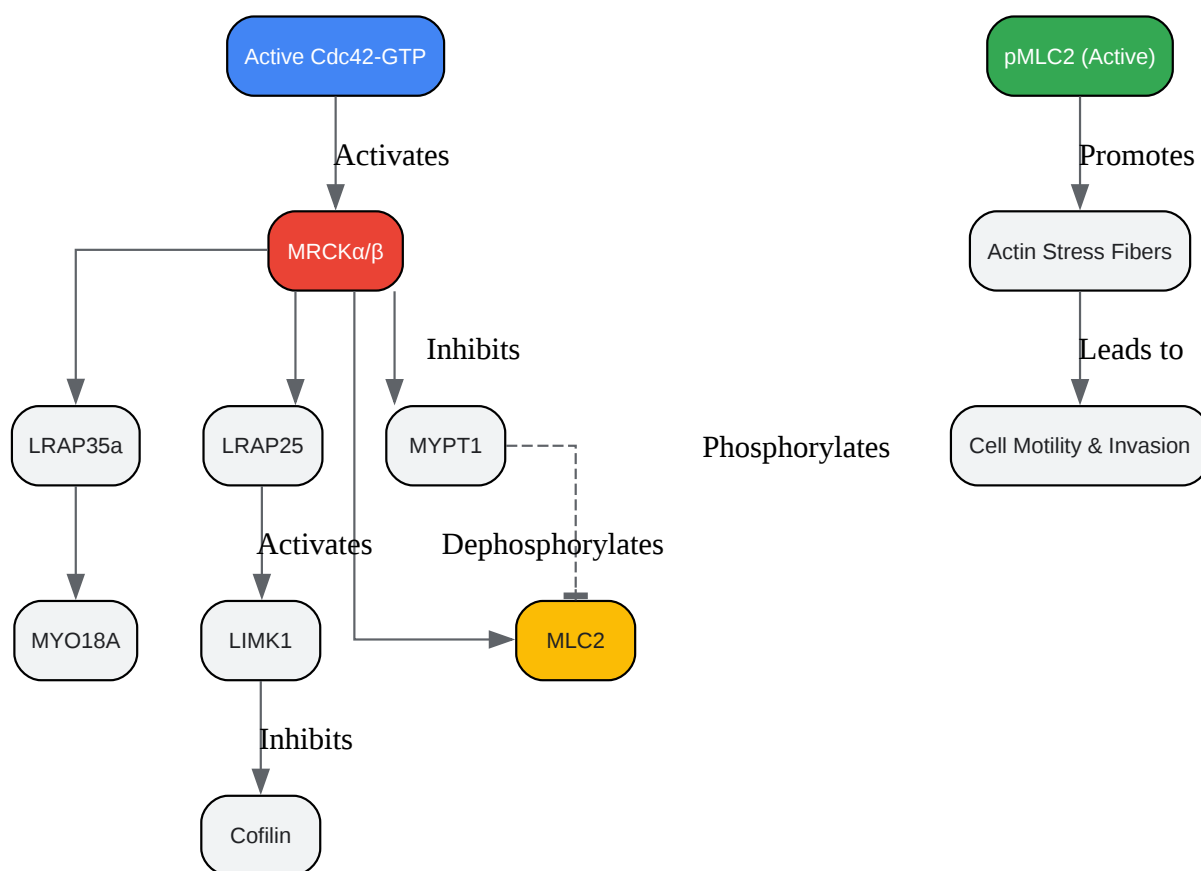 Active Cdc42-GTP
pMLC2 (Active)
Activates
Promotes
MRCKα/β
Actin Stress Fibers
Inhibits
Leads to
LRAP35a
LRAP25
MYPT1
Phosphorylates
Cell Motility & Invasion
Activates
Dephosphorylates
MYO18A
LIMK1
MLC2
Inhibits
Cofilin